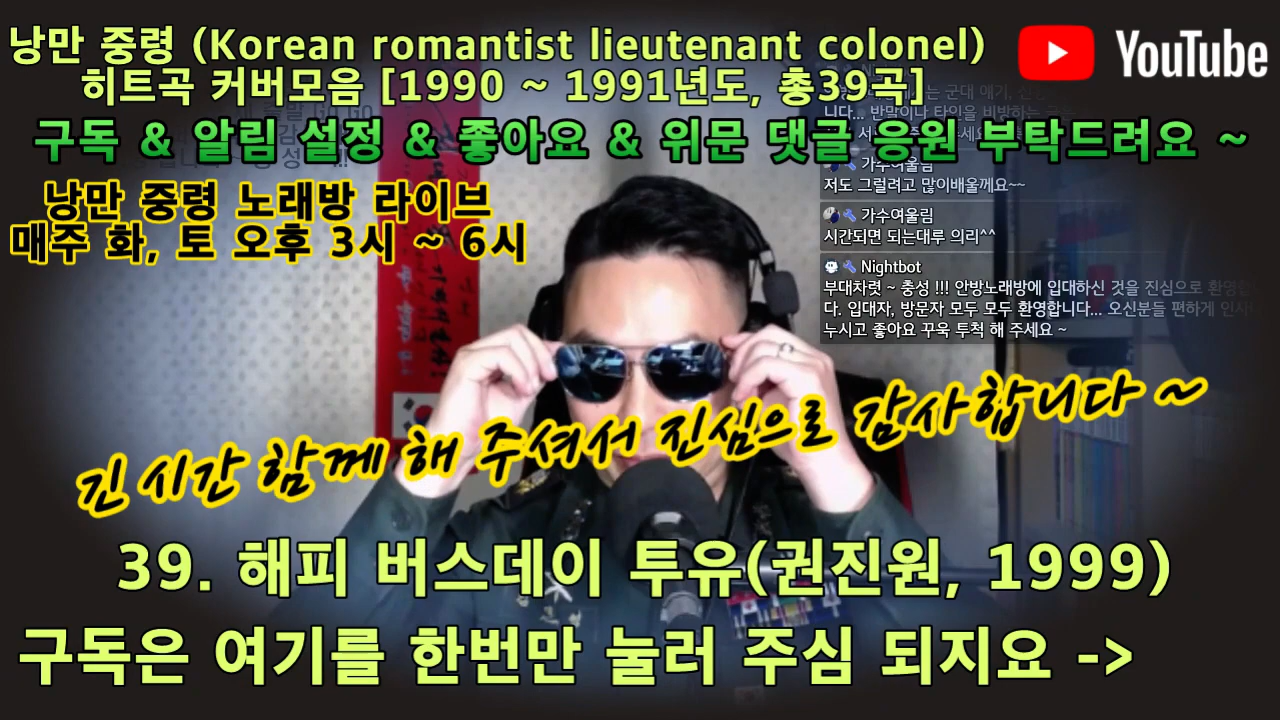 낭만 중령 (Korean romantist lieutenant colonel)
히트곡 커버모음 [1990 ~ 1991년도, 총39곡]
YouTube
구독 & 알림 설정 & 좋아요 & 위문 댓글 응원 부탁드려요 ~
낭만 중령 노래방 라이브
매주 화, 토 오후 3시 ~ 6시
가수여울림
저도 그럴려고 많이배울께요~~
가수여울림
시간되면 되는대루 의리^^
Nightbot
부대차렷 ~ 충성 !!! 안방노래방에 입대하신 것을 진심으로 환영합
다. 입대자, 방문자 모두 모두 환영합니다... 오신분들 편하게 인사
누시고 좋아요 꾸욱 투척 해 주세요 ~
긴 시간 함께 해 주셔서 진심으로 감사합니다 ~
39. 해피 버스데이 투유(권진원, 1999)
구독은 여기를 한번만 눌러 주심 되지요 ->